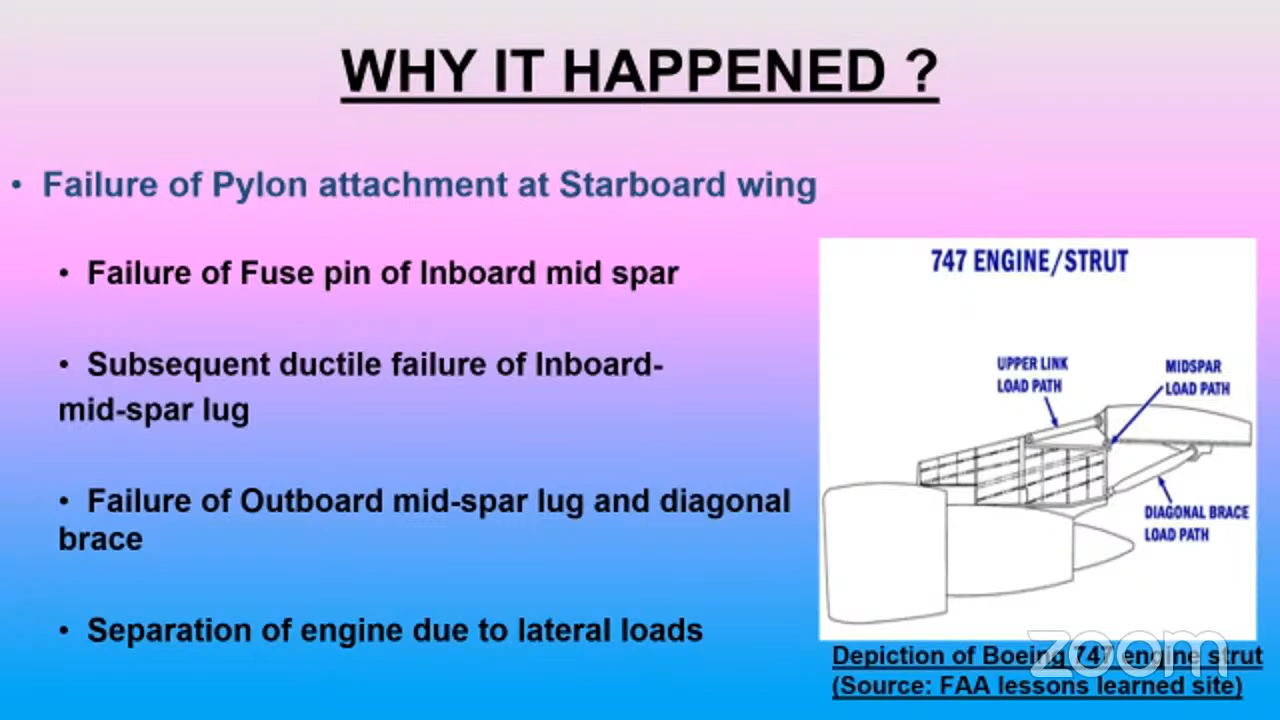 WHY IT HAPPENED ?
• Failure of Pylon attachment at Starboard wing
• Failure of Fuse pin of Inboard mid spar
• Subsequent ductile failure of Inboard-
mid-spar lug
• Failure of Outboard mid-spar lug and diagonal
brace
• Separation of engine due to lateral loads
747 ENGINE/STRUT
UPPER LINK
LOAD PATH
MIDSPAR
LOAD PATH
DIAGONAL BRACE
LOAD PATH
Depiction of Boeing 747 engine strut
(Source: FAA lessons learned site)
zoom